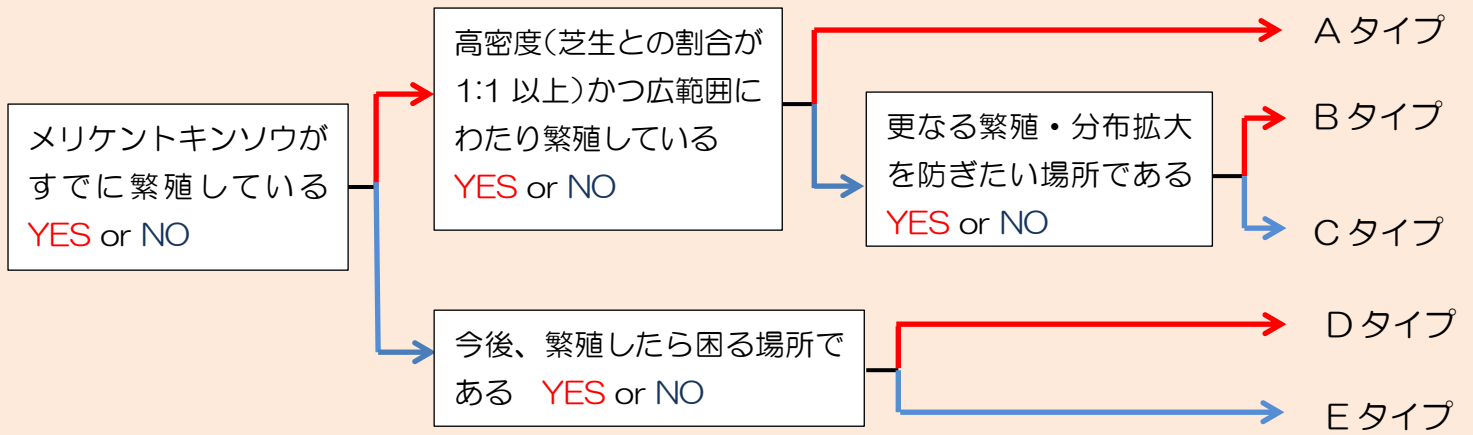 メリケントキンソウが
すでに繁殖している
YES or NO
高密度(芝生との割合が
1:1 以上)かつ広範囲に
わたり繁殖している
YES or NO
更なる繁殖・分布拡大
を防ぎたい場所である
YES or NO
今後、繁殖したら困る場所で
ある　YES or NO
Aタイプ
Bタイプ
Cタイプ
Dタイプ
Eタイプ